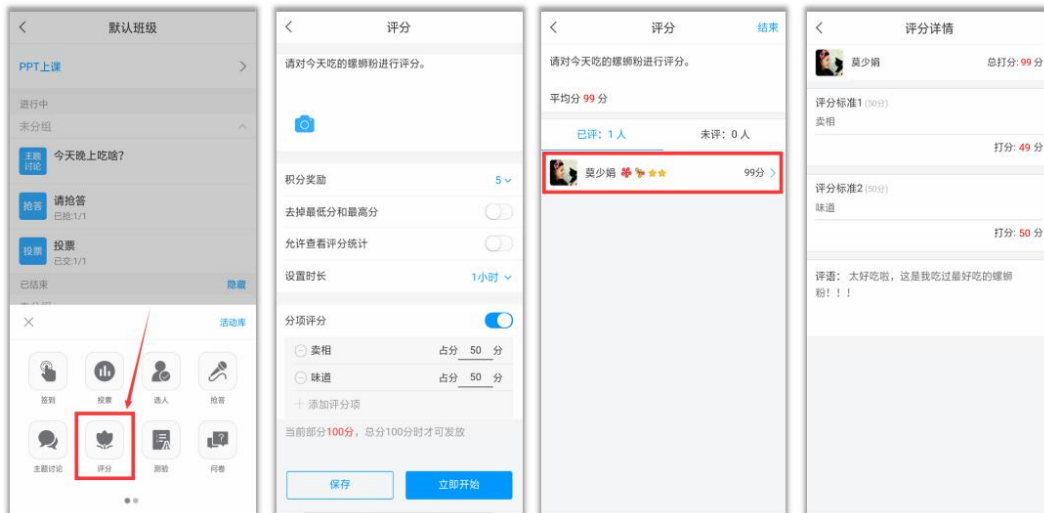 默认班级
PPT上课
进行中
未分组
主题讨论
今天晚上吃啥？
抢答
请抢答
已抢:1/1
投票
投票
已交:1/1
已结束
隐藏
活动库
签到
投票
选人
抢答
主题讨论
评分
测验
问卷
评分
请对今天吃的螺蛳粉进行评分。
积分奖励
5
去掉最低分和最高分
允许查看评分统计
设置时长
1小时
分项评分
卖相
占分 50 分
味道
占分 50 分
+ 添加评分项
当前部分100分，总分100分时才可发放
保存
立即开始
评分
结束
请对今天吃的螺蛳粉进行评分。
平均分 99 分
已评：1 人
未评：0 人
莫少娟
99分
评分详情
莫少娟
总打分: 99 分
评分标准1 (50分)
卖相
打分: 49 分
评分标准2 (50分)
味道
打分: 50 分
评语： 太好吃啦，这是我吃过最好吃的螺蛳
粉！！！